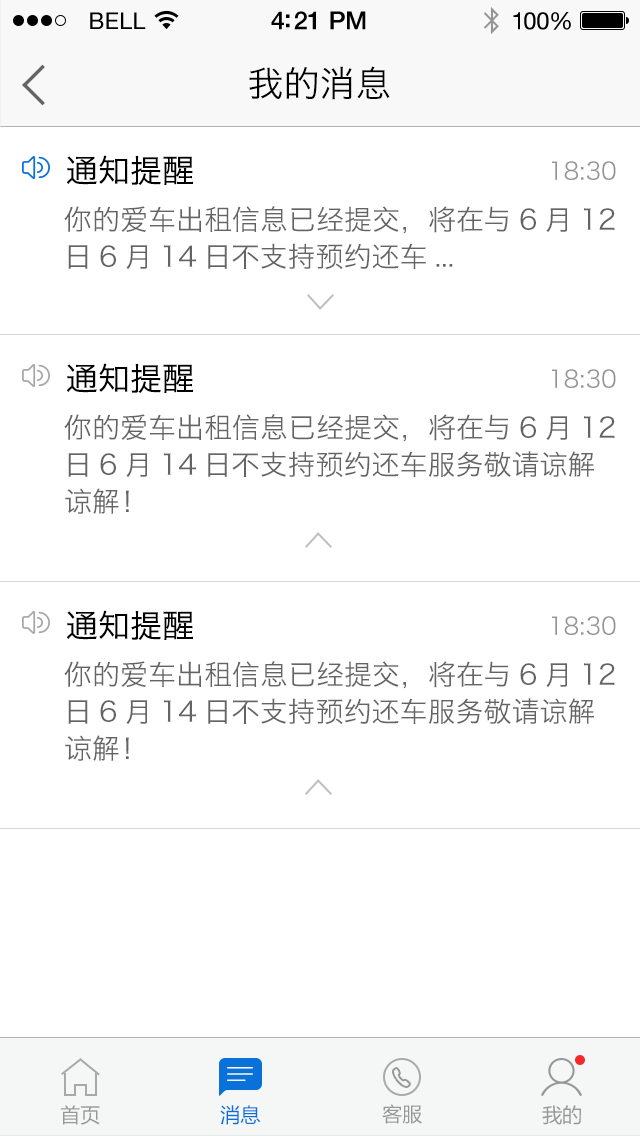 BELL 4:21 PM 100%
我的消息
通知提醒 18:30
你的爱车出租信息已经提交，将在与 6 月 12
日 6 月 14 日不支持预约还车 ...
通知提醒 18:30
你的爱车出租信息已经提交，将在与 6 月 12
日 6 月 14 日不支持预约还车服务敬请谅解
谅解！
通知提醒 18:30
你的爱车出租信息已经提交，将在与 6 月 12
日 6 月 14 日不支持预约还车服务敬请谅解
谅解！
首页 消息 客服 我的